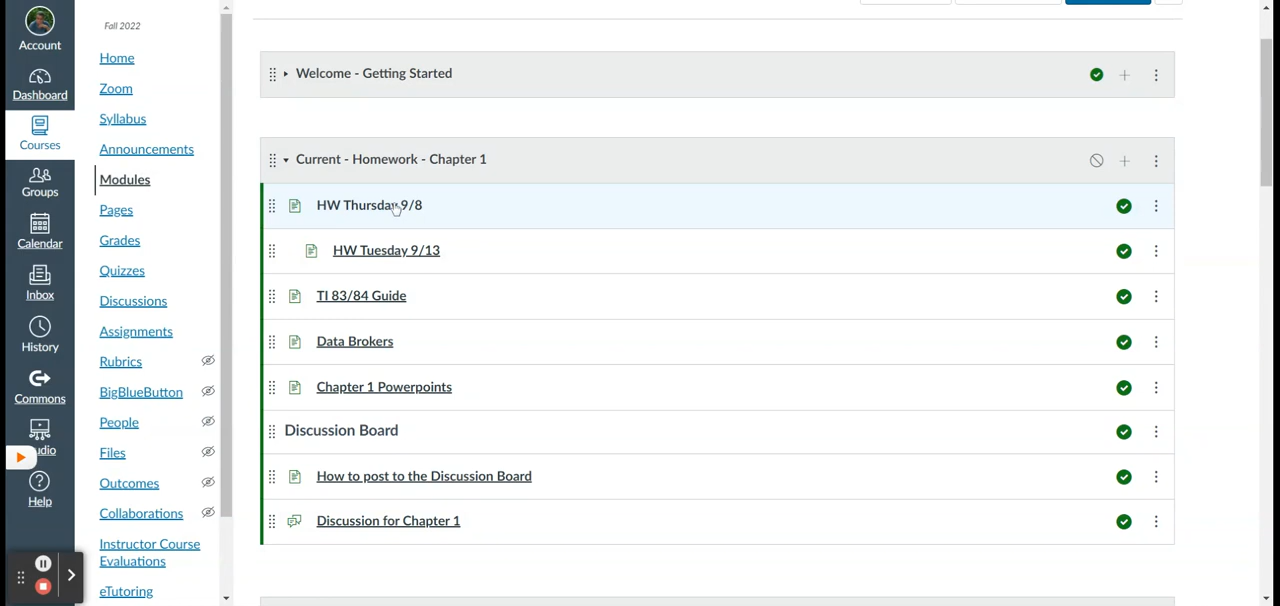 Account
Dashboard
Courses
Groups
Calendar
Inbox
History
Commons
udio
Help
Fall 2022
Home
Zoom
Syllabus
Announcements
Modules
Pages
Grades
Quizzes
Discussions
Assignments
Rubrics
BigBlueButton
People
Files
Outcomes
Collaborations
Instructor Course
Evaluations
eTutoring
Welcome - Getting Started
Current - Homework - Chapter 1
HW Thursday 9/8
HW Tuesday 9/13
TI 83/84 Guide
Data Brokers
Chapter 1 Powerpoints
Discussion Board
How to post to the Discussion Board
Discussion for Chapter 1